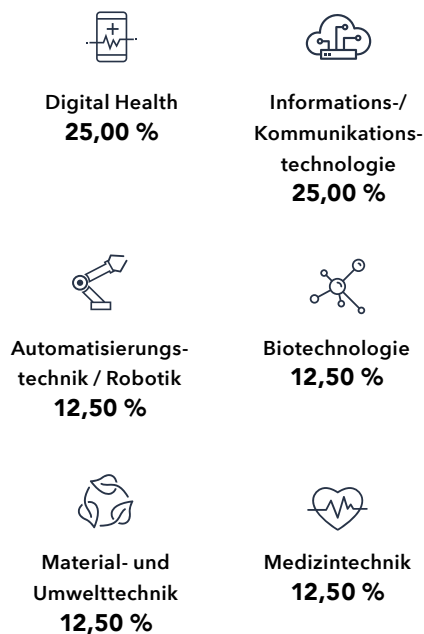 Digital Health
25,00 %
Informations-/
Kommunikations-
technologie
25,00 %
Automatisierungs-
technik / Robotik
12,50 %
Biotechnologie
12,50 %
Material- und
Umwelttechnik
12,50 %
Medizintechnik
12,50 %